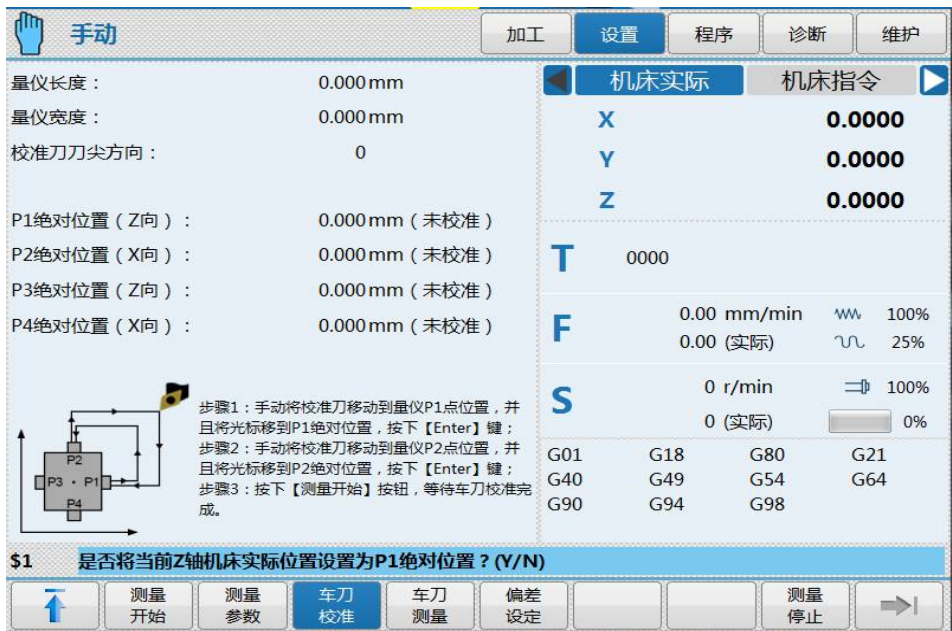 手动
加工 设置 程序 诊断 维护
量仪长度： 0.000mm
量仪宽度： 0.000mm
校准刀刀尖方向： 0
P1绝对位置（Z向）： 0.000mm（未校准）
P2绝对位置（X向）： 0.000mm（未校准）
P3绝对位置（Z向）： 0.000mm（未校准）
P4绝对位置（X向）： 0.000mm（未校准）
P2
P3 · P1
P4
步骤1：手动将校准刀移动到量仪P1点位置，并
且将光标移到P1绝对位置，按下【Enter】键；
步骤2：手动将校准刀移动到量仪P2点位置，并
且将光标移到P2绝对位置，按下【Enter】键；
步骤3：按下【测量开始】按钮，等待车刀校准完
成。
机床实际 机床指令
X 0.0000
Y 0.0000
Z 0.0000
T 0000
F 0.00 mm/min 100%
0.00 (实际) 25%
S 0 r/min 100%
0 (实际) 0%
G01 G18 G80 G21
G40 G49 G54 G64
G90 G94 G98
$1 是否将当前Z轴机床实际位置设置为P1绝对位置？(Y/N)
测量 测量 车刀 车刀 偏差 测量
开始 参数 校准 测量 设定 停止